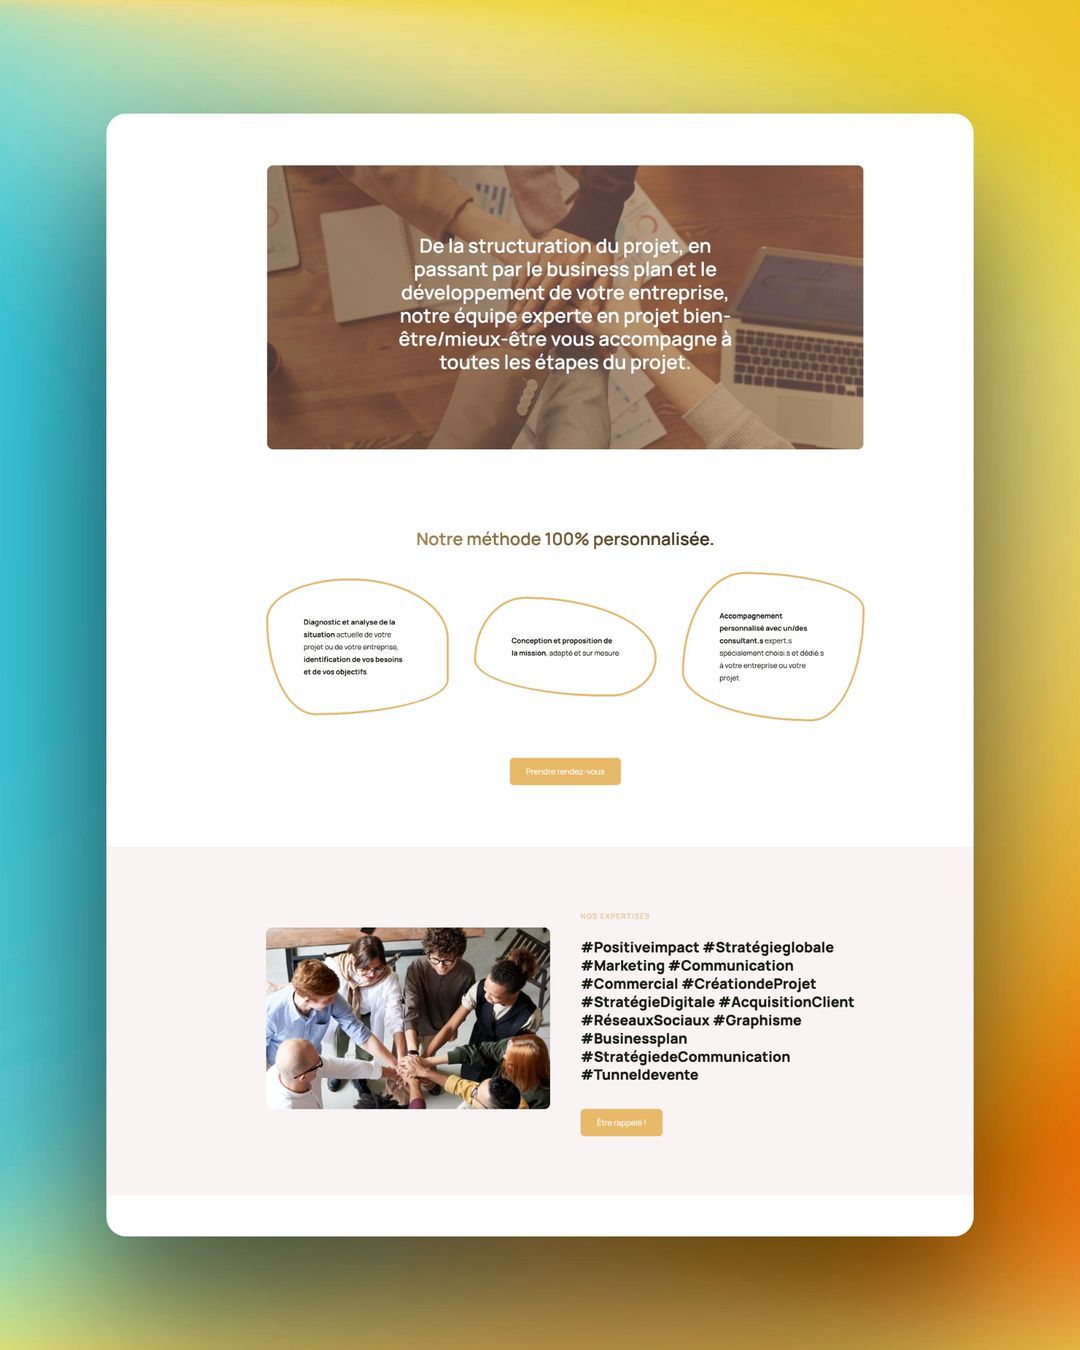 De la structuration du projet, en
passant par le business plan et le
développement de votre entreprise,
notre équipe experte en projet bien-
être/mieux-être vous accompagne à
toutes les étapes du projet.
Notre méthode 100% personnalisée.
Diagnostic et analyse de la
situation actuelle de votre
projet ou de votre entreprise,
identification de vos besoins
et de vos objectifs.
Conception et proposition de
la mission, adapté et sur mesure
Accompagnement
personnalisé avec un/des
consultant.s expert.s
spécialement choisi.s et dédié.s
à votre entreprise ou votre
projet.
Prendre rendez-vous
NOS EXPERTISES
#Positiveimpact #Stratégieglobale
#Marketing #Communication
#Commercial #CréationdeProjet
#StratégieDigitale #AcquisitionClient
#RéseauxSociaux #Graphisme
#Businessplan
#StratégiedeCommunication
#Tunneldevente
Être rappelé !